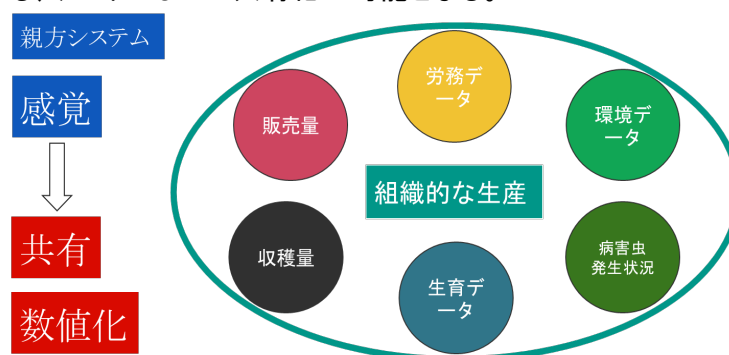 親方システム
感覚
共有
数値化
労務デ
ータ
販売量
環境デ
ータ
組織的な生産
収穫量
病害虫
発生状況
生育デ
ータ